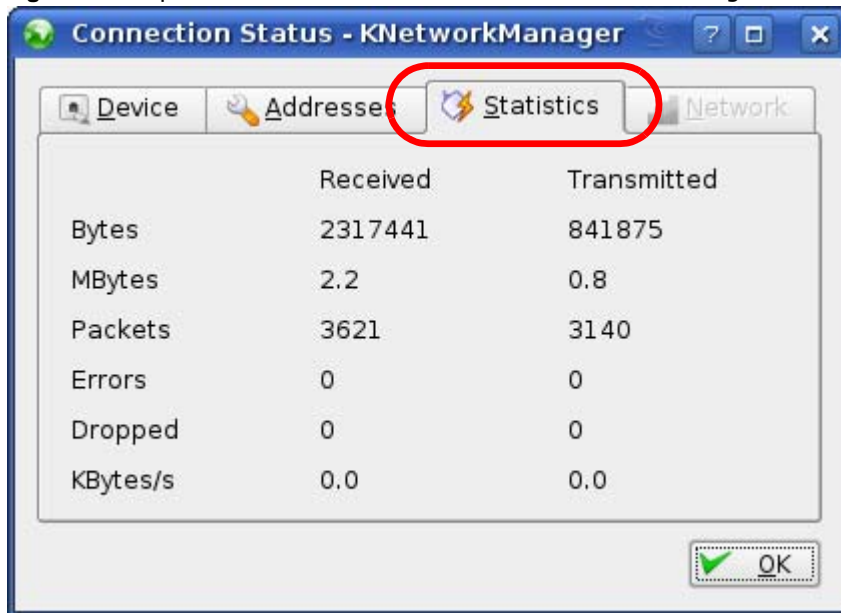 Connection Status - KNetworkManager
Device Addresses Statistics Network
Received Transmitted
Bytes 2317441 841875
MBytes 2.2 0.8
Packets 3621 3140
Errors 0 0
Dropped 0 0
KBytes/s 0.0 0.0
OK